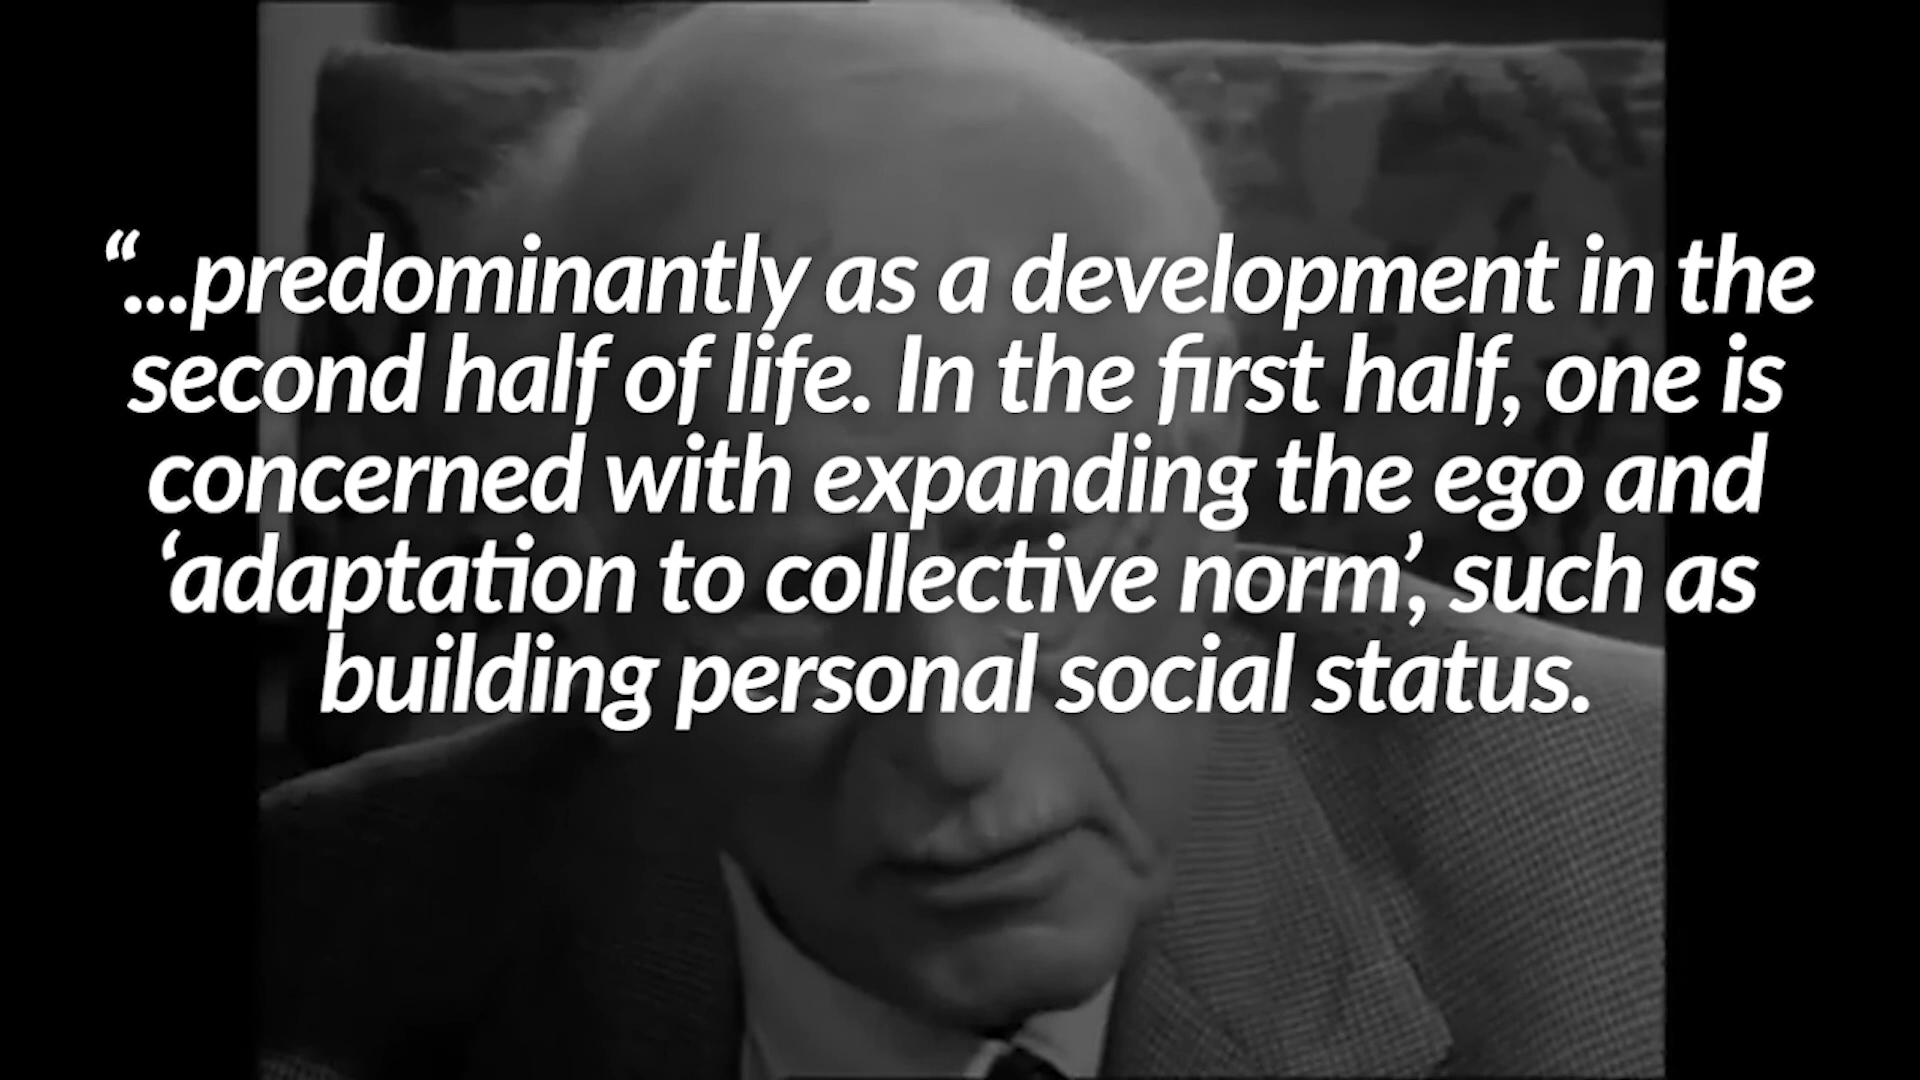 “...predominantly as a development in the
second half of life. In the first half, one is
concerned with expanding the ego and
‘adaptation to collective norm’, such as
building personal social status.